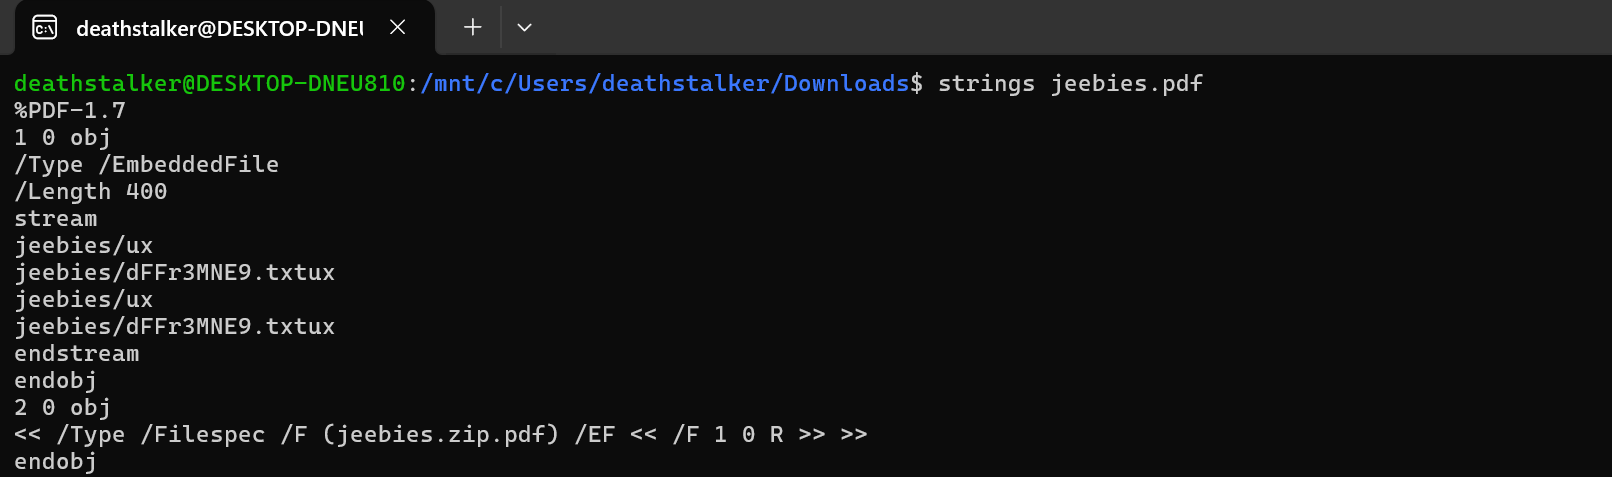 deathstalker@DESKTOP-DNEU
deathstalker@DESKTOP-DNEU810:/mnt/c/Users/deathstalker/Downloads$ strings jeebies.pdf
%PDF-1.7
1 0 obj
/Type /EmbeddedFile
/Length 400
stream
jeebies/ux
jeebies/dFFr3MNE9.txtux
jeebies/ux
jeebies/dFFr3MNE9.txtux
endstream
endobj
2 0 obj
<< /Type /Filespec /F (jeebies.zip.pdf) /EF << /F 1 0 R >> >>
endobj